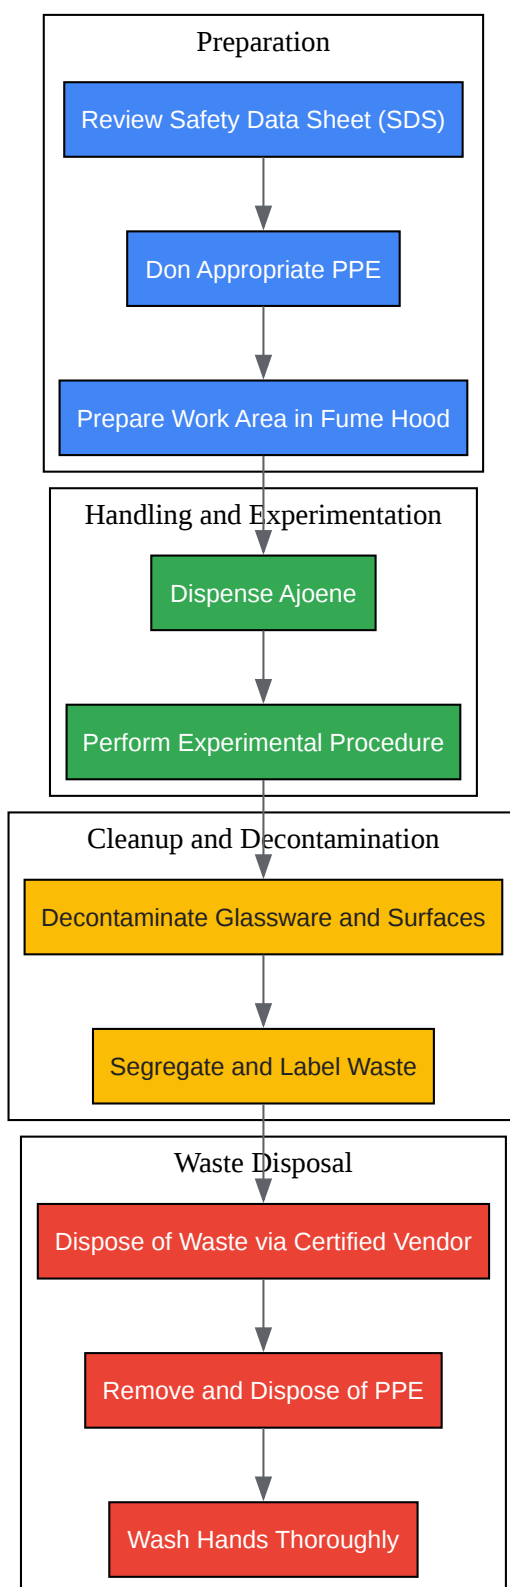 Preparation
Review Safety Data Sheet (SDS)
Don Appropriate PPE
Prepare Work Area in Fume Hood
Handling and Experimentation
Dispense Ajoene
Perform Experimental Procedure
Cleanup and Decontamination
Decontaminate Glassware and Surfaces
Segregate and Label Waste
Waste Disposal
Dispose of Waste via Certified Vendor
Remove and Dispose of PPE
Wash Hands Thoroughly